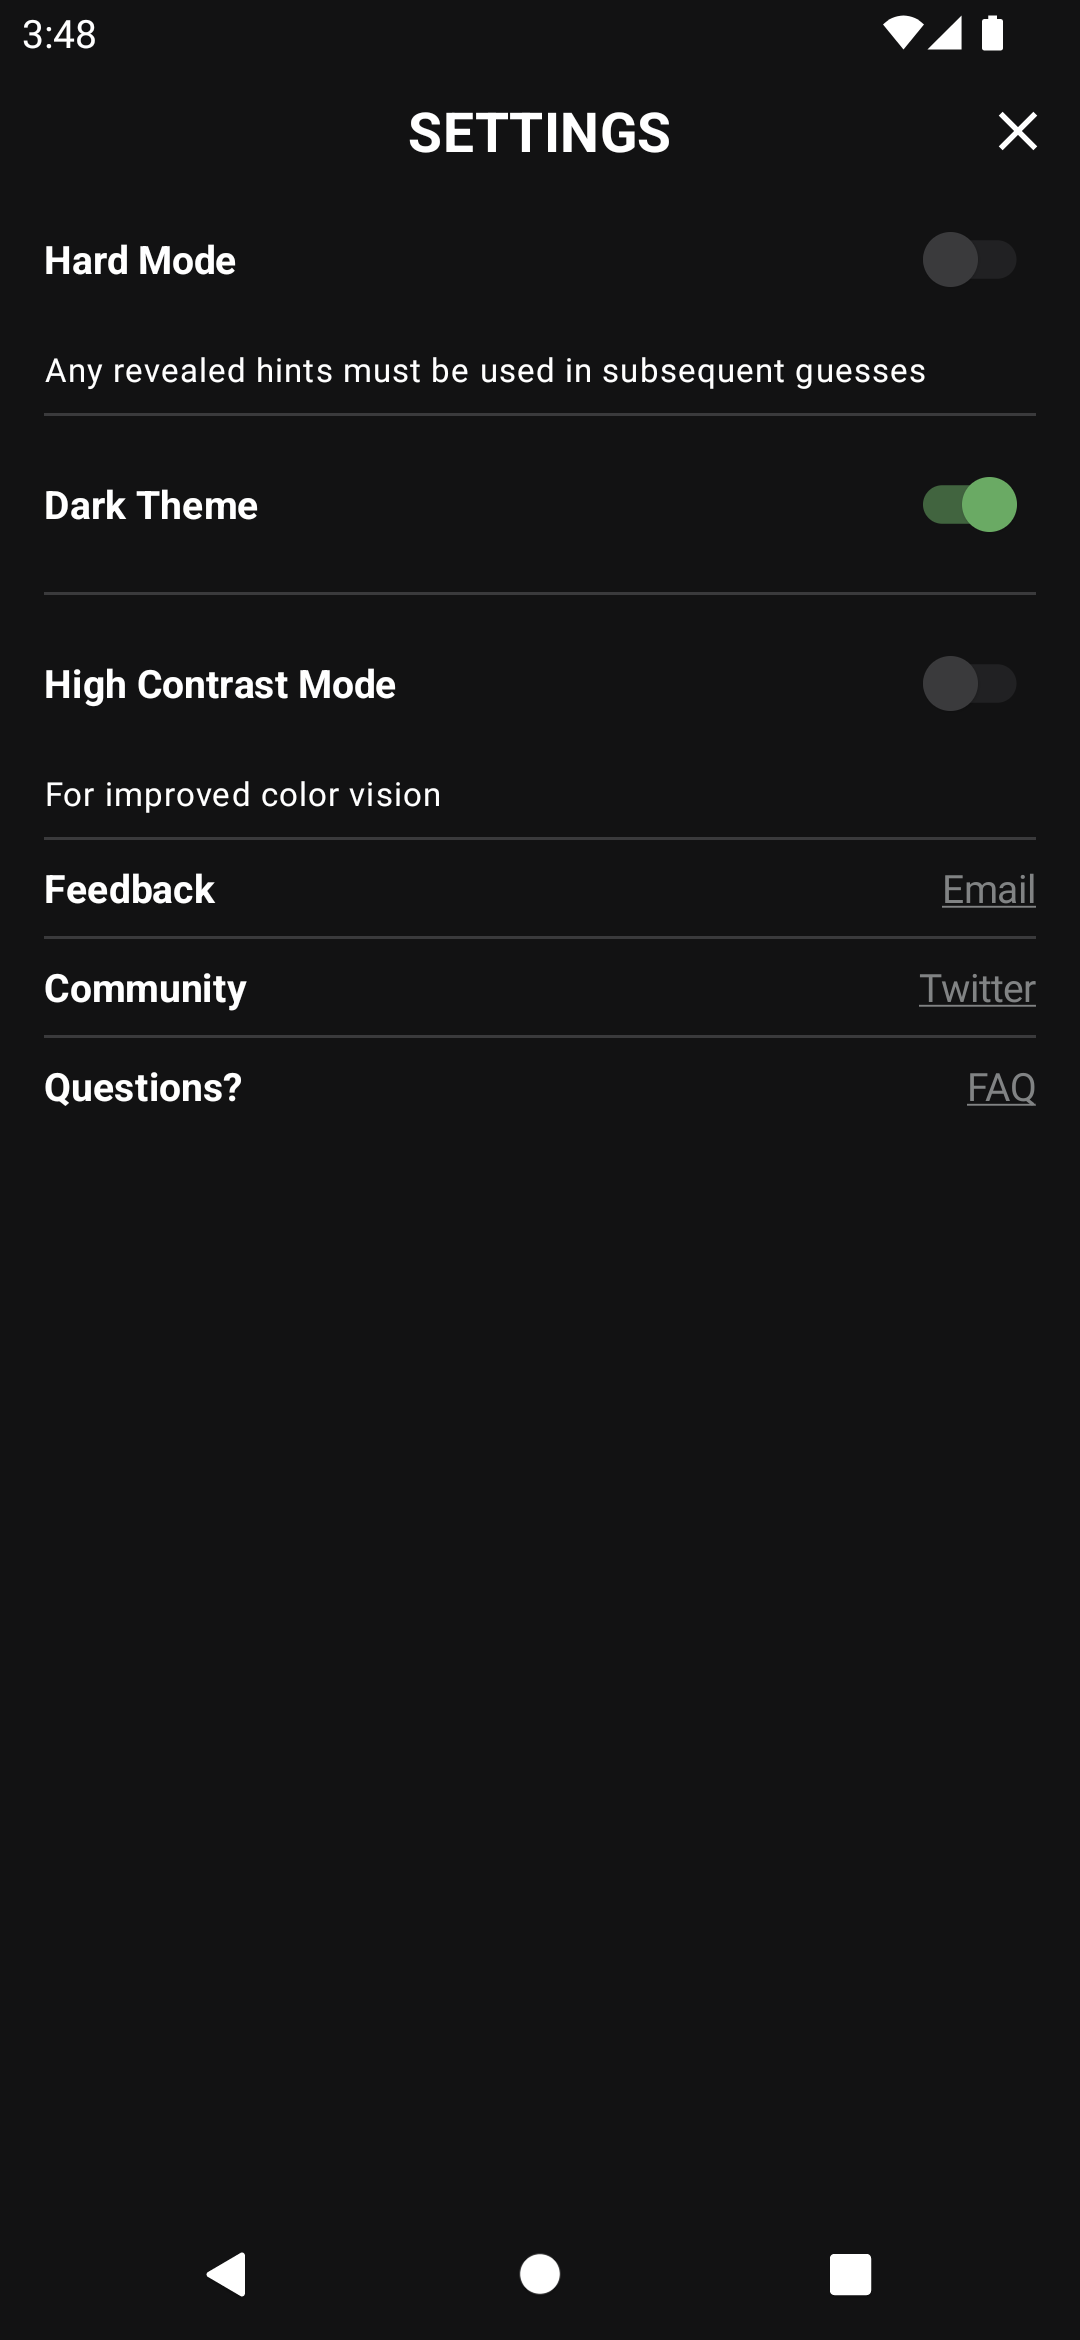 3:48
SETTINGS
Hard Mode
Any revealed hints must be used in subsequent guesses
Dark Theme
High Contrast Mode
For improved color vision
Feedback Email
Community Twitter
Questions? FAQ